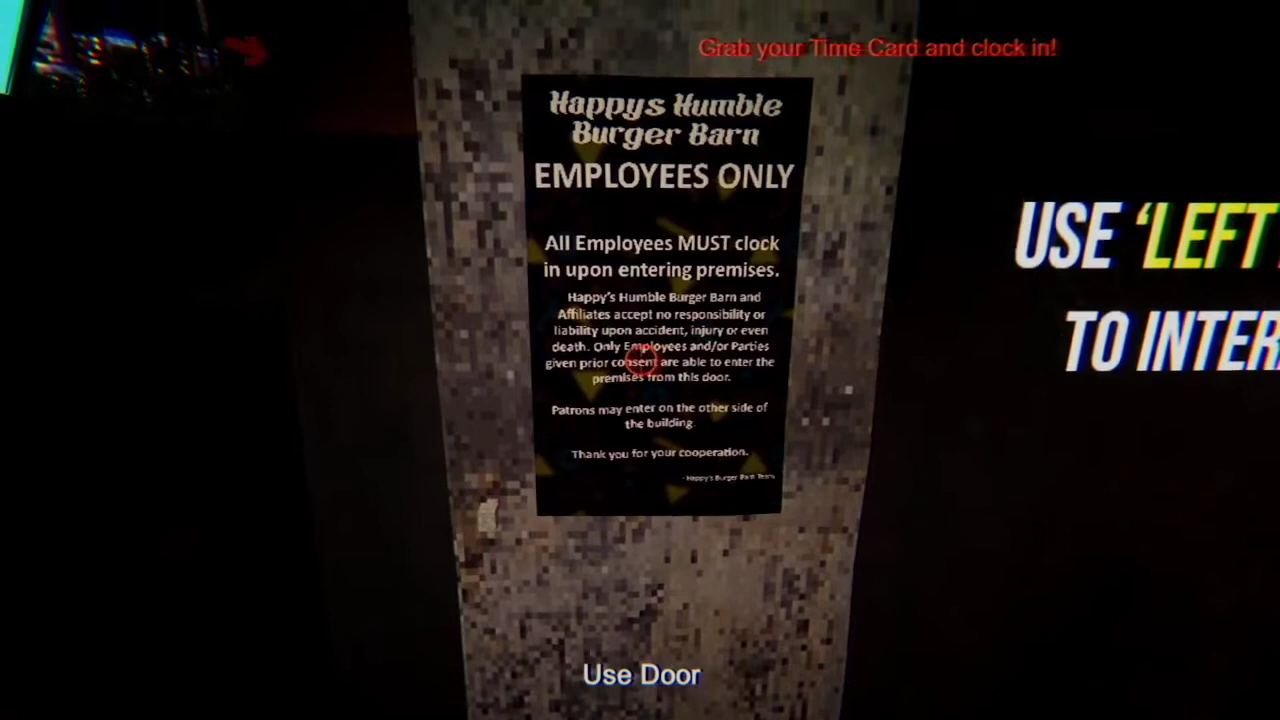 Grab your Time Card and clock in!
Happys Humble
Burger Barn
EMPLOYEES ONLY
All Employees MUST clock
in upon entering premises.
Happy's Humble Burger Barn and
Affiliates accept no responsibility or
liability upon accident, injury or even
death. Only Employees and/or Parties
given prior consent are able to enter the
premises from this door.
Patrons may enter on the other side of
the building.
Thank you for your cooperation.
- Happy's Burger Barn Team
USE ‘LEFT
TO INTER
Use Door